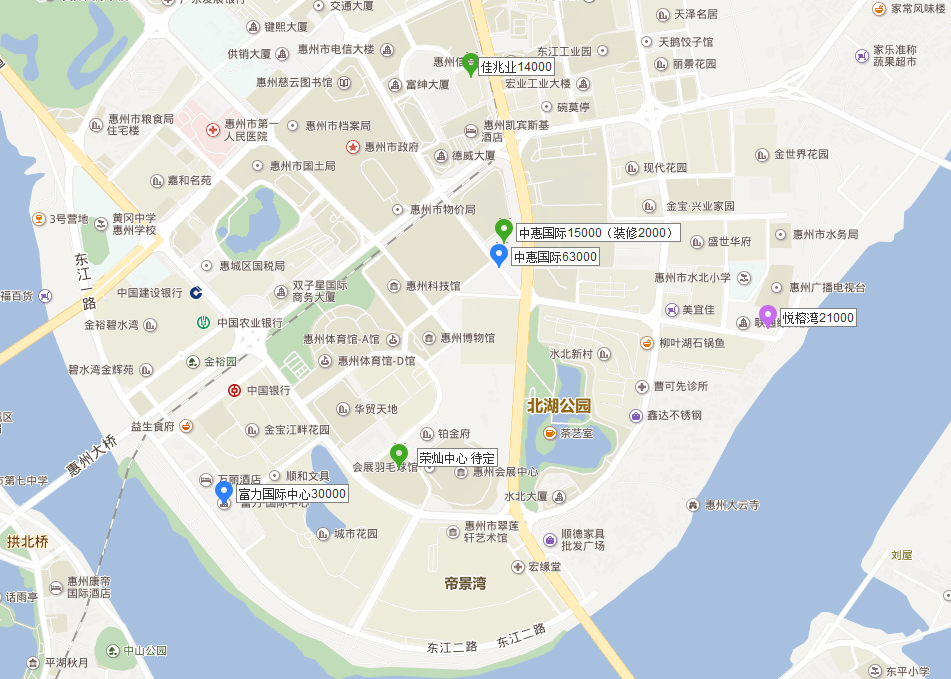 交通大厦
天泽名居
家常风味楼
键熙大厦
供销大厦
惠州市电信大楼
东江工业园
天鹅饺子馆
家乐准称
蔬果超市
佳兆业14000
丽景花园
惠州慈云图书馆
富绅大厦
宏业工业大楼
碗莫停
惠州市粮食局
住宅楼
惠州市第一
人民医院
惠州市档案局
惠州凯宾斯基
酒店
惠州市政府
德威大厦
金世界花园
惠州市国土局
现代花园
嘉和名苑
惠州市物价局
金宝·兴业家园
3号营地
黄冈中学
惠州学校
中惠国际15000（装修2000）
盛世华府
惠州市水务局
中惠国际63000
东江一路
惠城区国税局
惠州市水北小学
惠州广播电视台
福百货
中国建设银行
双子星国际
商务大厦
惠州科技馆
美宜佳
悦榕湾21000
金裕碧水湾
中国农业银行
惠州体育馆-A馆
惠州博物馆
柳叶湖石锅鱼
水北新村
碧水湾金辉苑
金裕园
惠州体育馆-D馆
中国银行
曹可先诊所
华贸天地
北湖公园
鑫达不锈钢
益生食府
金宝江畔花园
铂金府
茶艺室
惠州大桥
荣灿中心 待定
会展羽毛球馆
惠州会展中心
市第七中学
万丽酒店
顺和文具
富力国际中心30000
水北大厦
惠州大云寺
城市花园
惠州市翠莲
轩艺术馆
顺德家具
批发广场
拱北桥
刘屋
宏缘堂
帝景湾
惠州康帝
国际酒店
话雨亭
东江二路
东江二路
中山公园
平湖秋月
东平小学